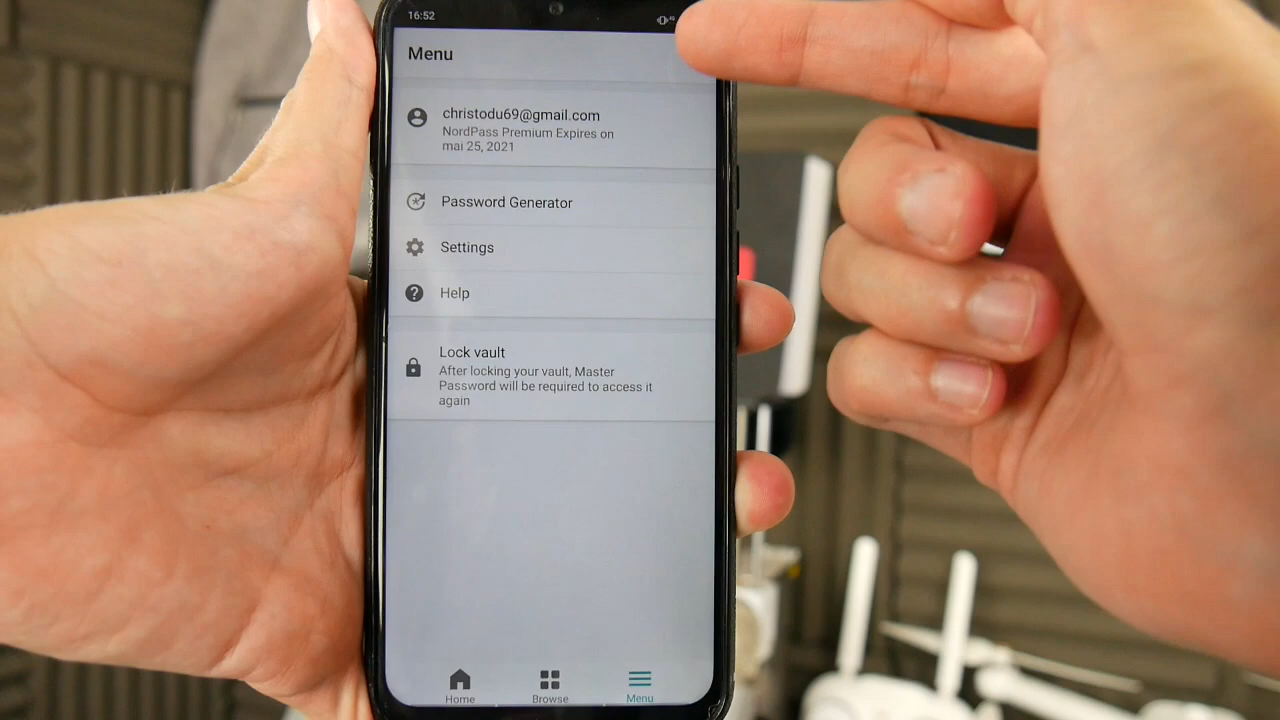 16:52
Menu
christodu69@gmail.com
NordPass Premium Expires on
mai 25, 2021
Password Generator
Settings
Help
Lock vault
After locking your vault, Master
Password will be required to access it
again
Home
Browse
Menu